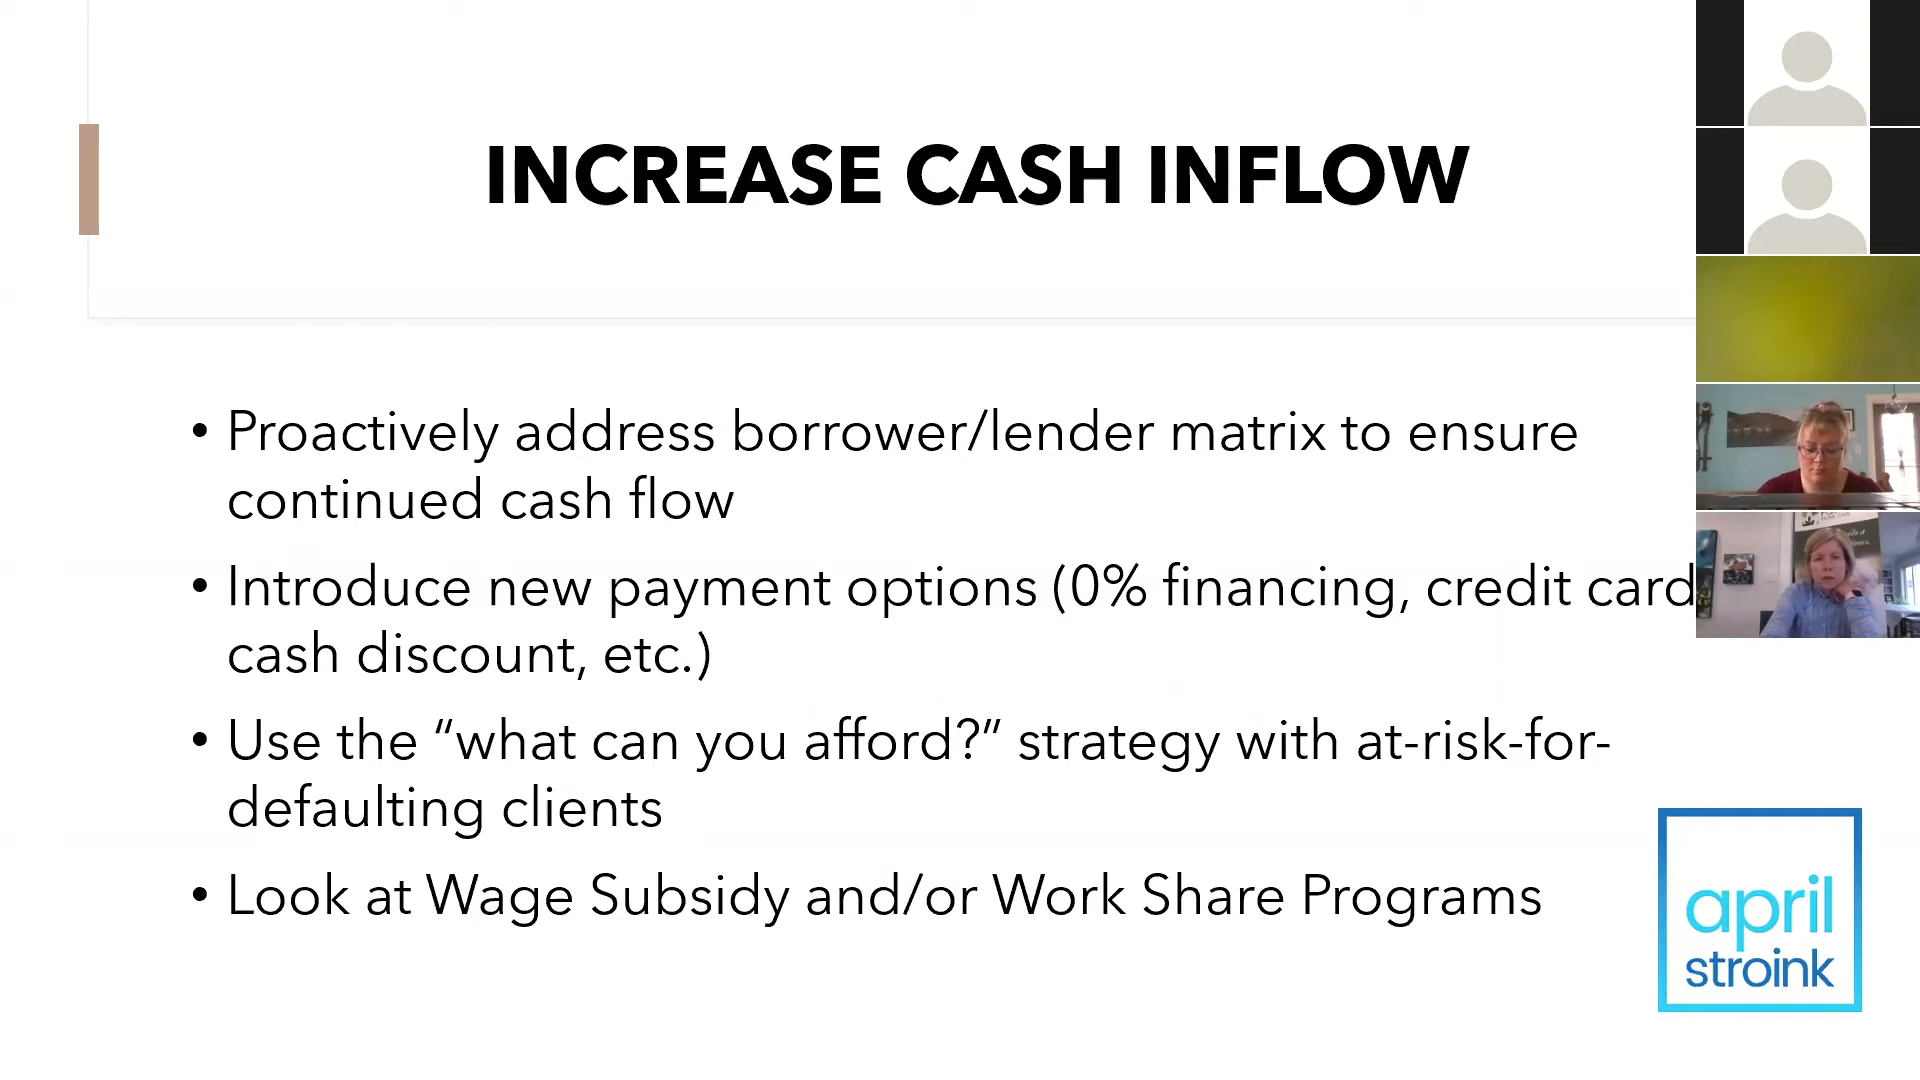 INCREASE CASH INFLOW
• Proactively address borrower/lender matrix to ensure
continued cash flow
• Introduce new payment options (0% financing, credit card
cash discount, etc.)
• Use the “what can you afford?” strategy with at-risk-for-
defaulting clients
• Look at Wage Subsidy and/or Work Share Programs
april
stroink